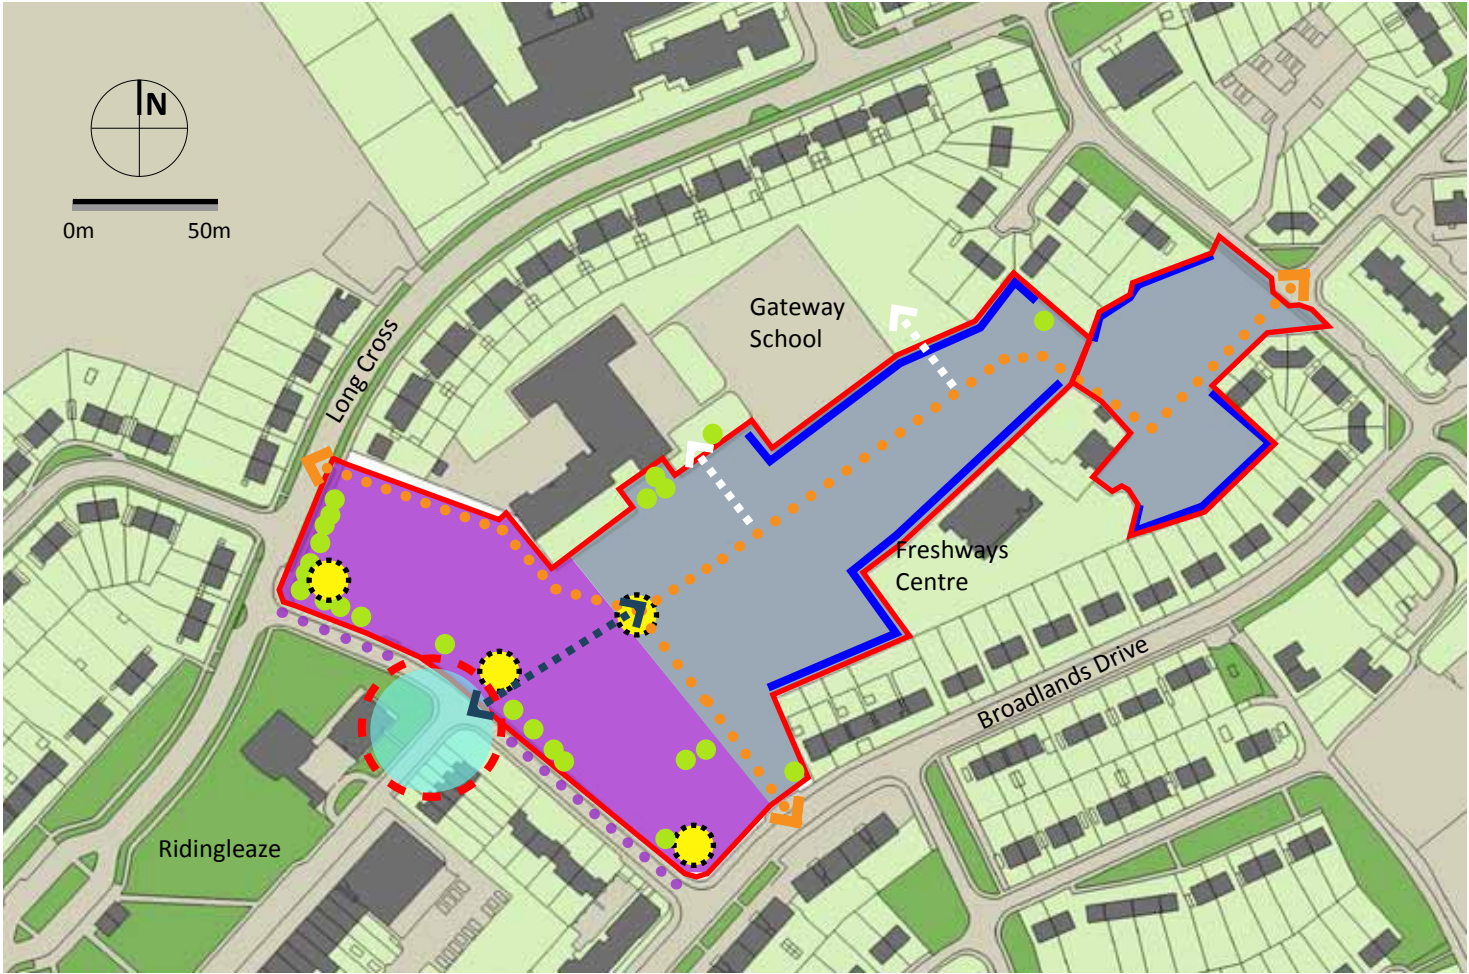 N
0m 50m
Gateway
School
Long Cross
Freshways
Centre
Broadlands Drive
Ridingleaze